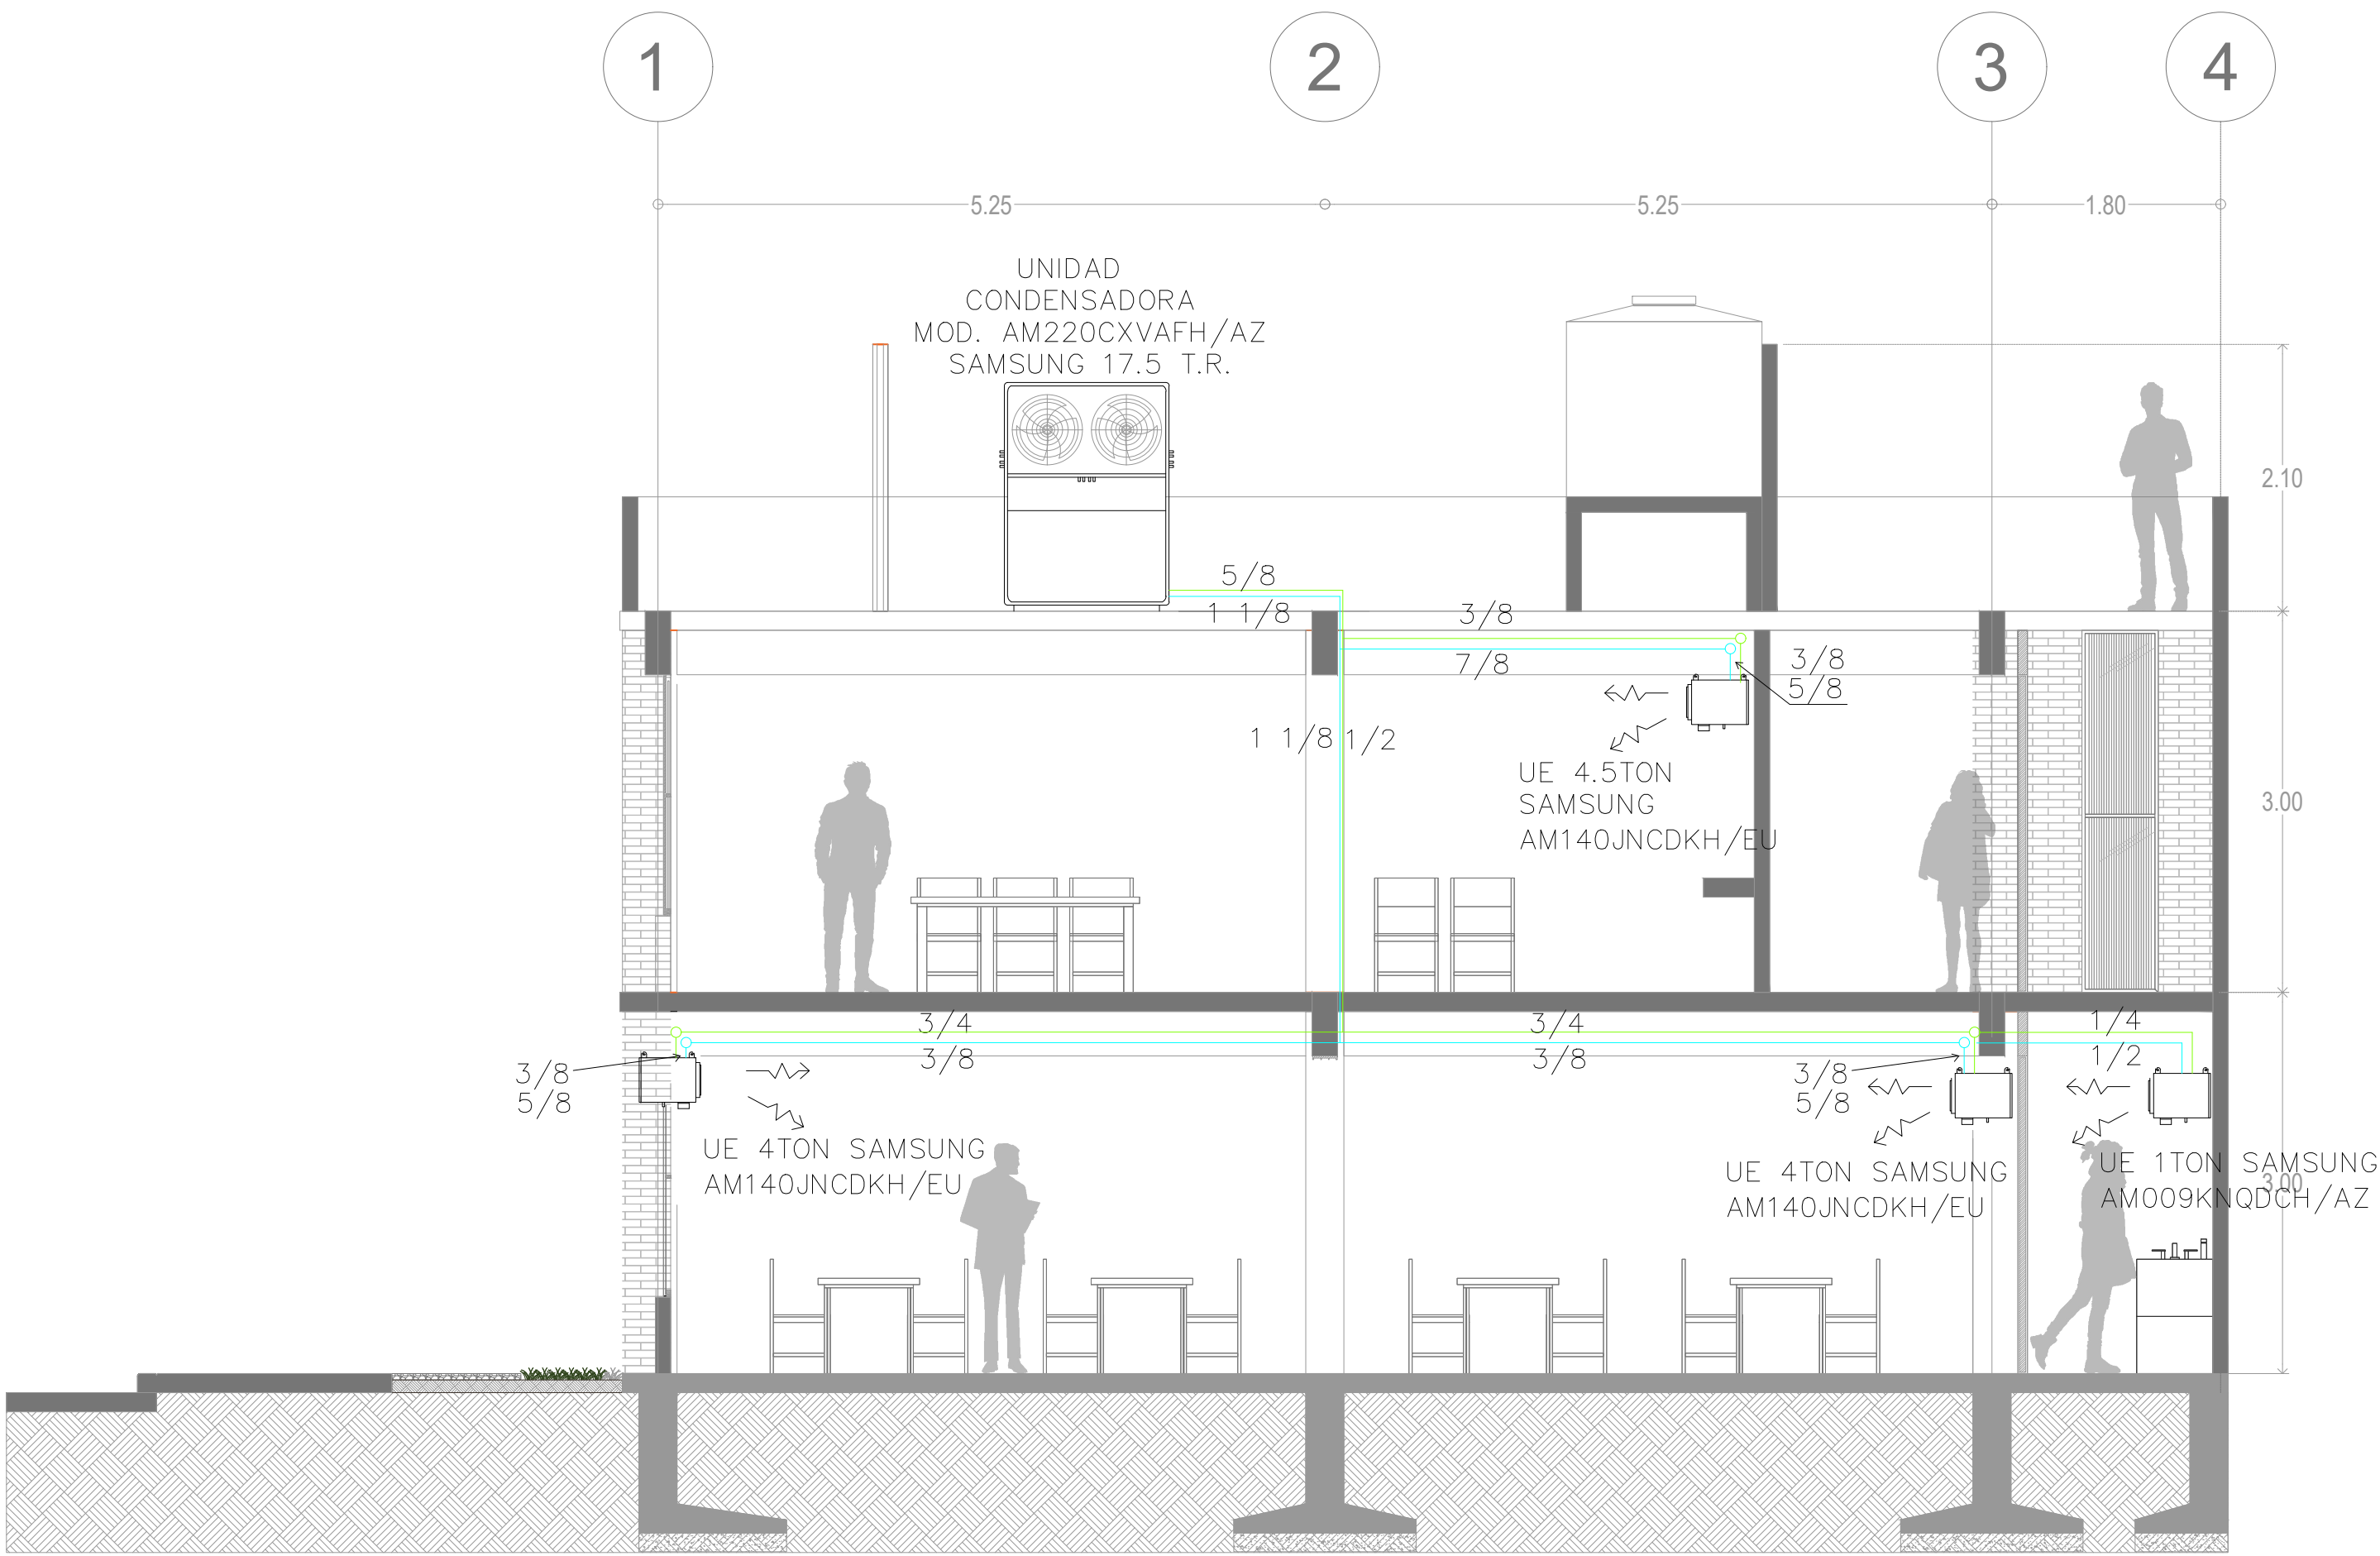 1
2
3
4
5.25
5.25
1.80
UNIDAD
CONDENSADORA
MOD. AM220CXVAFH/AZ
SAMSUNG 17.5 T.R.
2.10
5/8
1 1/8
3/8
7/8
3/8
5/8
1 1/8
1/2
UE 4.5TON
SAMSUNG
AM140JNCDKH/EU
3.00
3/4
3/8
3/4
3/8
1/4
1/2
3/8
5/8
3/8
5/8
UE 4TON SAMSUNG
AM140JNCDKH/EU
UE 4TON SAMSUNG
AM140JNCDKH/EU
UE 1TON SAMSUNG
AM009KNQDCH/AZ
3.00